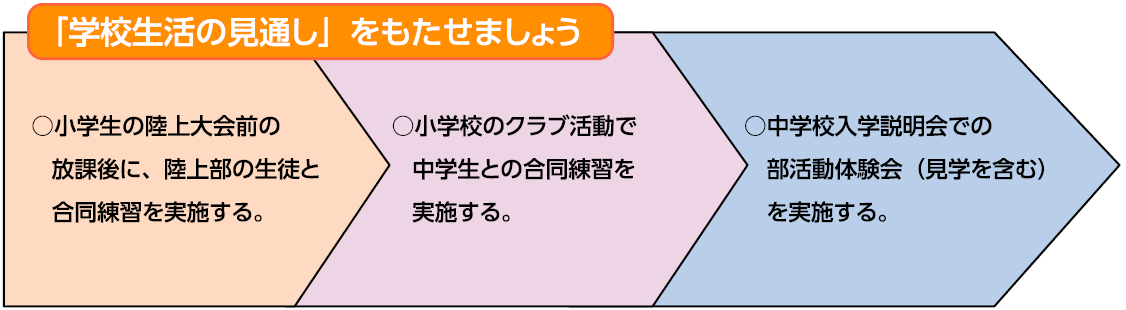 「学校生活の見通し」をもたせましょう
○小学生の陸上大会前の
放課後に、陸上部の生徒と
合同練習を実施する。
○小学校のクラブ活動で
中学生との合同練習を
実施する。
○中学校入学説明会での
部活動体験会（見学を含む）
を実施する。